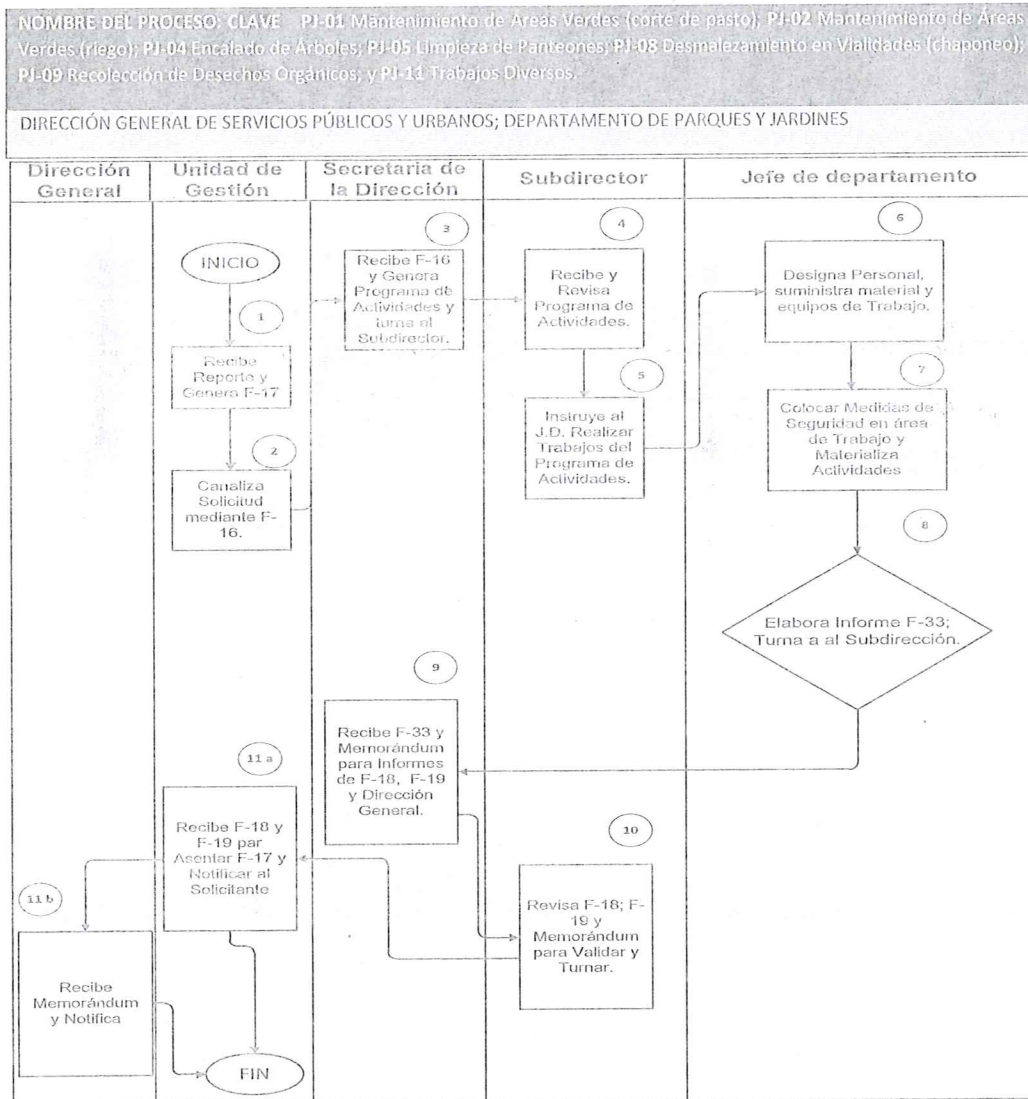 NOMBRE DEL PROCESO: CLAVE PJ-01 Mantenimiento de Áreas Verdes (corte de pasto); PJ-02 Mantenimiento de Áreas
Verdes (riego); PJ-04 Encalado de Árboles; PJ-05 Limpieza de Panteones; PJ-08 Desmalezamiento en Vialidades (chaponeo);
PJ-09 Recolección de Desechos Orgánicos; y PJ-11 Trabajos Diversos.
DIRECCIÓN GENERAL DE SERVICIOS PÚBLICOS Y URBANOS; DEPARTAMENTO DE PARQUES Y JARDINES
Dirección
General
Unidad de
Gestión
Secretaria de
la Dirección
Subdirector
Jefe de departamento
INICIO
1
Recibe
Reporte y
Genera F-17
2
Canaliza
Solicitud
mediante F-
16.
3
Recibe F-16
y Genera
Programa de
Actividades y
turna al
Subdirector.
4
Recibe y
Revisa
Programa de
Actividades.
5
Instruye al
J.D. Realizar
Trabajos del
Programa de
Actividades.
6
Designa Personal,
suministra material y
equipos de Trabajo.
7
Colocar Medidas de
Seguridad en área
de Trabajo y
Materializa
Actividades
8
Elabora Informe F-33;
Turna a al Subdirección.
9
Recibe F-33 y
Memorándum
para Informes
de F-18, F-19
y Dirección
General.
10
Revisa F-18; F-
19 y
Memorándum
para Validar y
Turnar.
11 a
Recibe F-18 y
F-19 par
Asentar F-17 y
Notificar al
Solicitante
11 b
Recibe
Memorándum
y Notifica
FIN